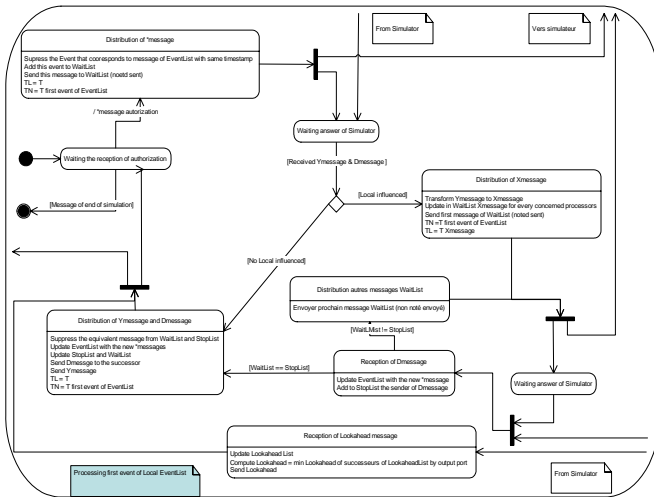 Distribution of *message
Supress the Event that cooresponds to message of EventList with same timestamp
Add this event to WaitList
Send this message to WaitList (noetd sent)
TL = T
TN = T first event of EventList
From Simulator
Vers simulateur
/ *message autorization
Waiting the reception of authorization
[Message of end of simulation]
Waiting answer of Simulator
[Received Ymessage & Dmessage ]
[Local influenced]
[No Local influenced]
Distribution of Xmessage
Transform Ymessage to Xmessage
Update in WaitList Xmessage for every concerned processors
Send first message of WaitList (noted sent)
TN =T first event of EventList
TL = T Xmessage
Distribution autres messages WaitList
Envoyer prochain message WaitList (non noté envoyé)
[WaitLMist != StopList]
Distribution of Ymessage and Dmessage
Suppress the equivalent message from WaitList and StopList
Update EventList with the new *messages
Update StopList and WaitList
Send Dmessge to the successor
Send Ymessage
TL = T
TN = T first event of EventList
[WaitList == StopList]
Reception of Dmessage
Update EventList with the new *message
Add to StopList the sender of Dmessage
Waiting answer of Simulator
Reception of Lookahead message
Update Lookahead List
Compute Lookahead = min Lookahead of successeurs of LookaheadList by output port
Send Lookahead
Processing first event of Local EventList
From Simulator